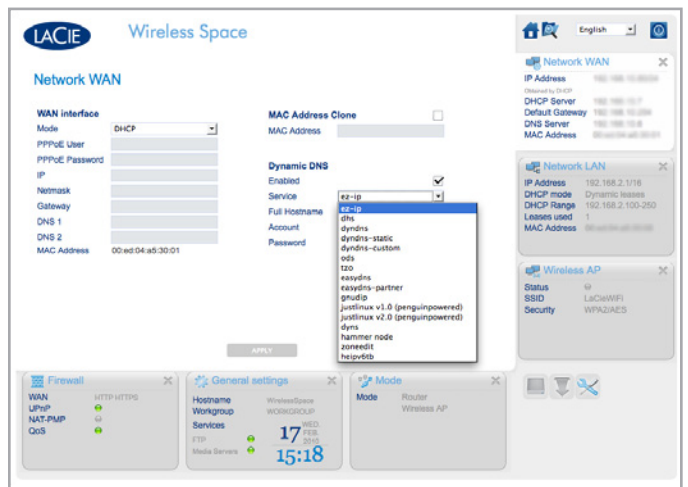 LACIE
Wireless Space
English
Network WAN
WAN interface
Mode DHCP
PPPoE User
PPPoE Password
IP
Netmask
Gateway
DNS 1
DNS 2
MAC Address 00:ed:04:a5:30:01
MAC Address Clone
MAC Address
Dynamic DNS
Enabled
Service ez-ip
Full Hostname
Account
Password
ez-ip
dhs
dyndns
dyndns-static
dyndns-custom
ods
tzo
easydns
easydns-partner
gnudip
justlinux v1.0 (penguinpowered)
justlinux v2.0 (penguinpowered)
dyns
hammer node
zoneedit
heipv6tb
APPLY
Network WAN
IP Address
Obtained by DHCP
DHCP Server
Default Gateway
DNS Server
MAC Address
Network LAN
IP Address 192.168.2.1/16
DHCP mode Dynamic leases
DHCP Range 192.168.2.100-250
Leases used 1
MAC Address
Wireless AP
Status
SSID LaCieWiFi
Security WPA2/AES
Firewall
WAN HTTP HTTPS
UPnP
NAT-PMP
QoS
General settings
Hostname WirelessSpace
Workgroup WORKGROUP
Services
FTP
Media Servers
17 WED. FEB. 2010
15:18
Mode
Mode Router
Wireless AP